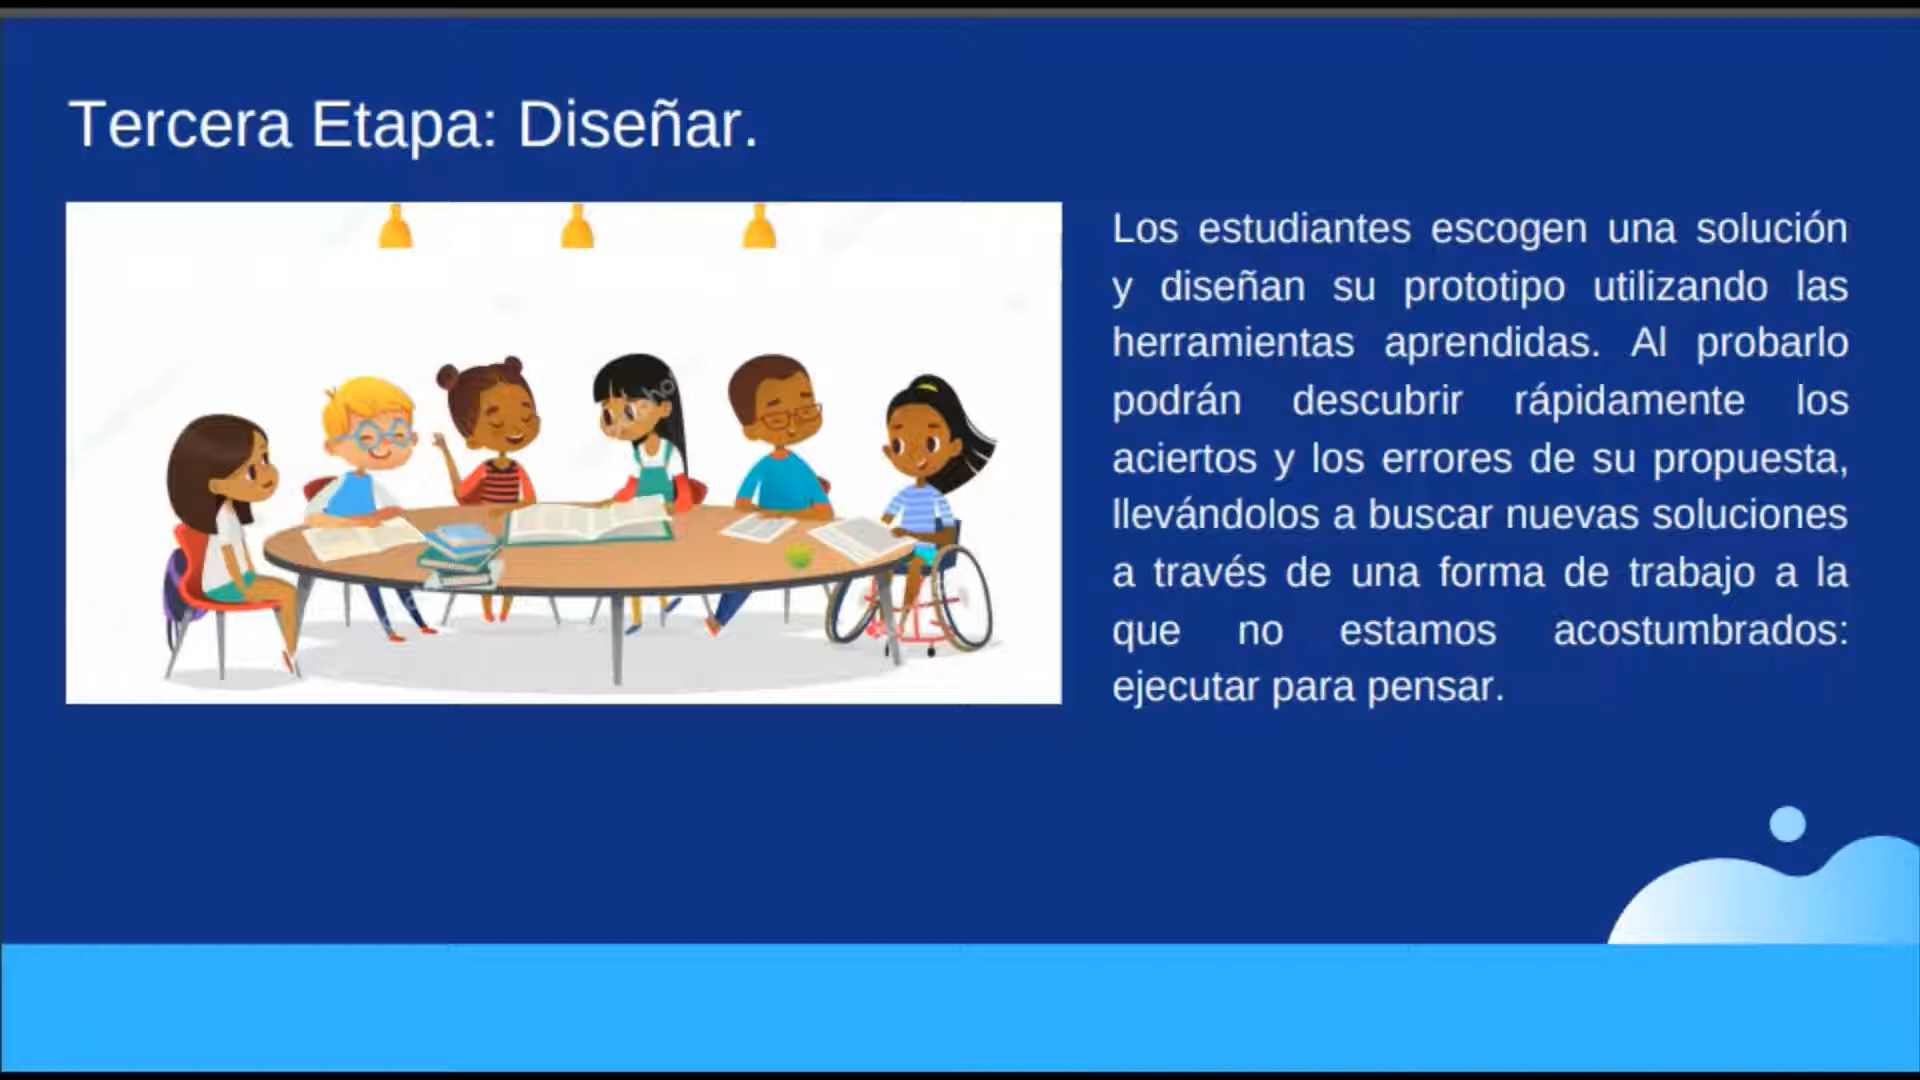 Tercera Etapa: Diseñar.
Los estudiantes escogen una solución
y diseñan su prototipo utilizando las
herramientas aprendidas. Al probarlo
podrán descubrir rápidamente los
aciertos y los errores de su propuesta,
llevándolos a buscar nuevas soluciones
a través de una forma de trabajo a la
que no estamos acostumbrados:
ejecutar para pensar.